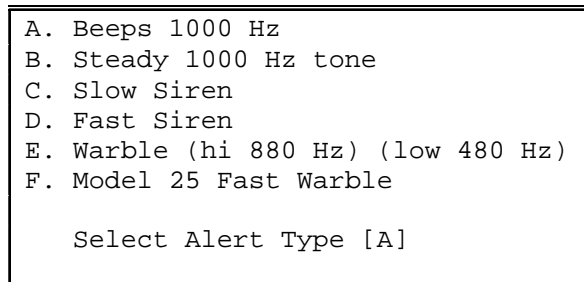 A. Beeps 1000 Hz
B. Steady 1000 Hz tone
C. Slow Siren
D. Fast Siren
E. Warble (hi 880 Hz) (low 480 Hz)
F. Model 25 Fast Warble
Select Alert Type [A]